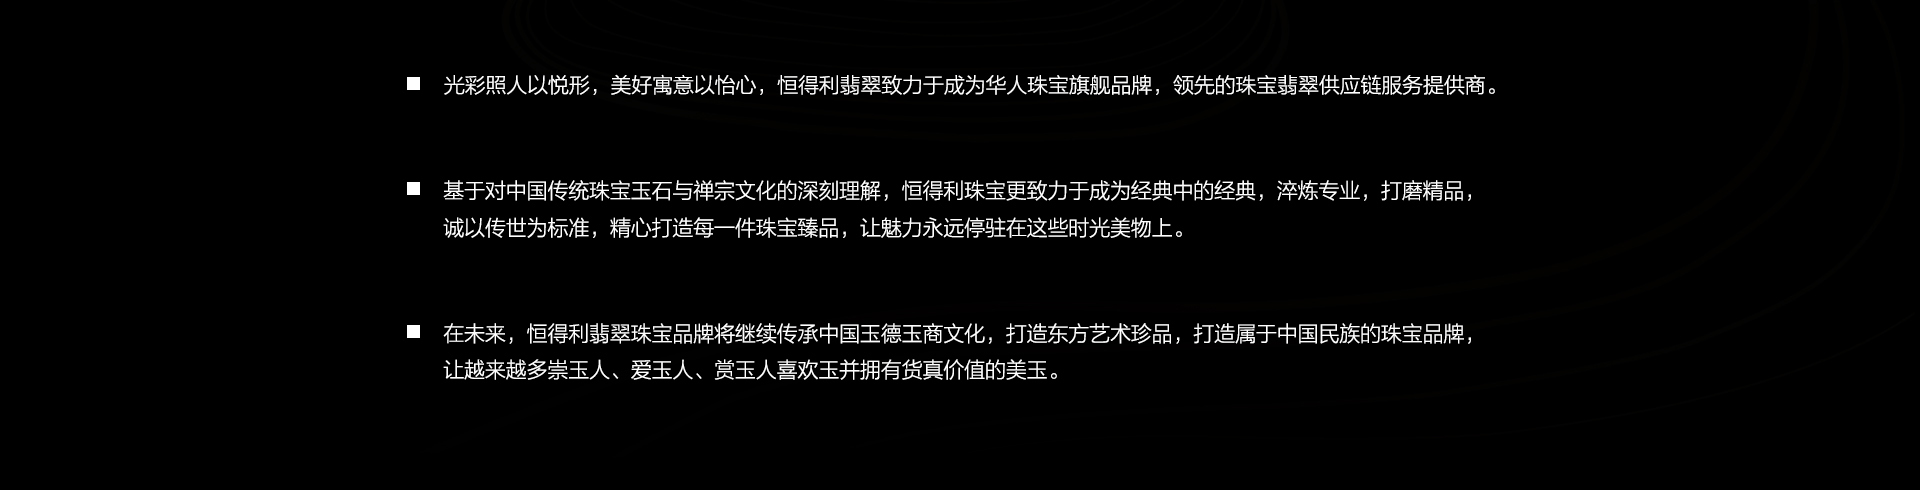 光彩照人以悦形，美好寓意以怡心，恒得利翡翠致力于成为华人珠宝旗舰品牌，领先的珠宝翡翠供应链服务提供商。
基于对中国传统珠宝玉石与禅宗文化的深刻理解，恒得利珠宝更致力于成为经典中的经典，淬炼专业，打磨精品，
诚以传世为标准，精心打造每一件珠宝臻品，让魅力永远停驻在这些时光美物上。
在未来，恒得利翡翠珠宝品牌将继续传承中国玉德玉商文化，打造东方艺术珍品，打造属于中国民族的珠宝品牌，
让越来越多崇玉人、爱玉人、赏玉人喜欢玉并拥有货真价值的美玉。